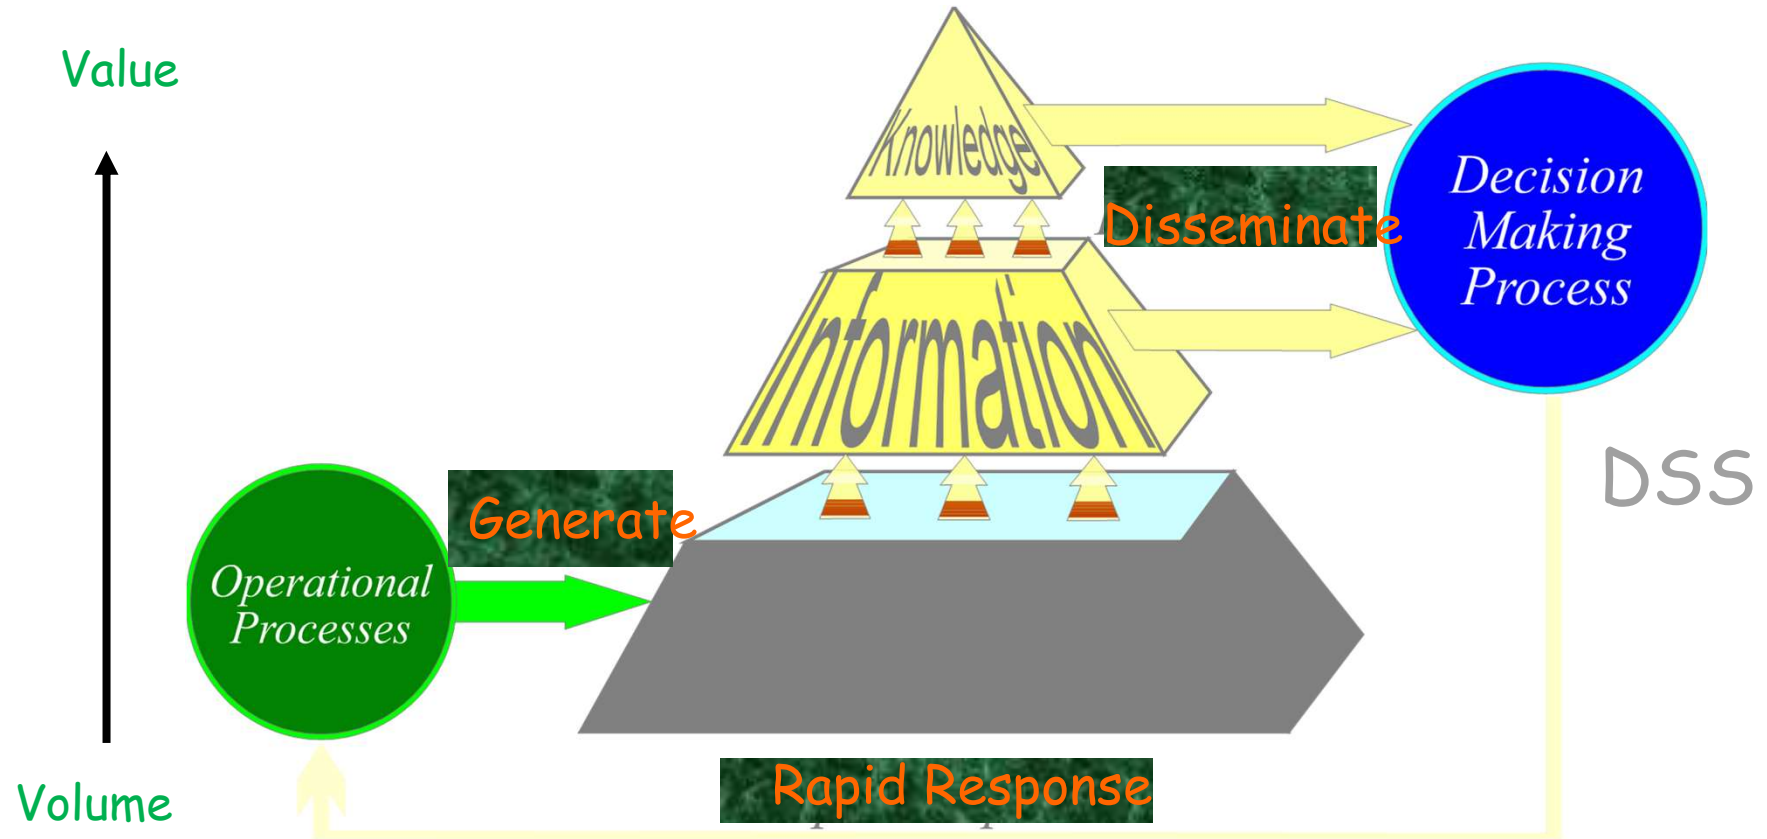 Value
Knowledge
Decision
Making
Process
Disseminate
Information
DSS
Generate
Operational
Processes
Rapid Response
Volume